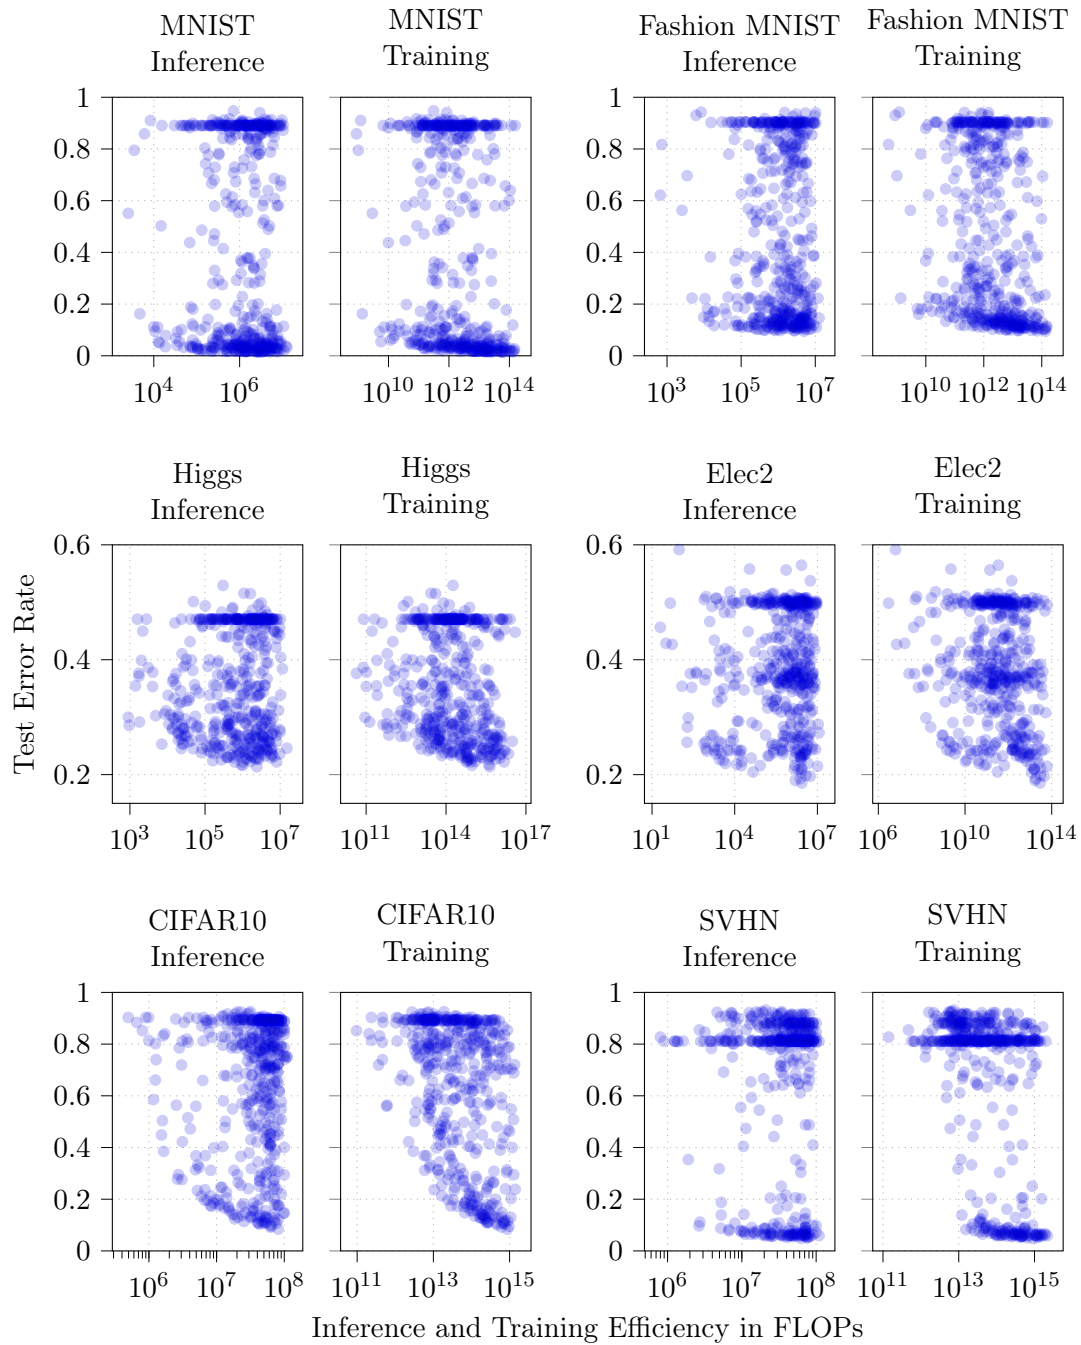 MNIST
Inference
MNIST
Training
Fashion MNIST
Inference
Fashion MNIST
Training
1
0.8
0.6
0.4
0.2
0
10^4
10^6
10^10
10^12
10^14
1
0.8
0.6
0.4
0.2
0
10^3
10^5
10^7
10^10
10^12
10^14
Higgs
Inference
Higgs
Training
Elec2
Inference
Elec2
Training
Test Error Rate
0.6
0.4
0.2
10^3
10^5
10^7
10^11
10^14
10^17
0.6
0.4
0.2
10^1
10^4
10^7
10^6
10^10
10^14
CIFAR10
Inference
CIFAR10
Training
SVHN
Inference
SVHN
Training
1
0.8
0.6
0.4
0.2
0
10^6
10^7
10^8
10^11
10^13
10^15
1
0.8
0.6
0.4
0.2
0
10^6
10^7
10^8
10^11
10^13
10^15
Inference and Training Efficiency in FLOPs